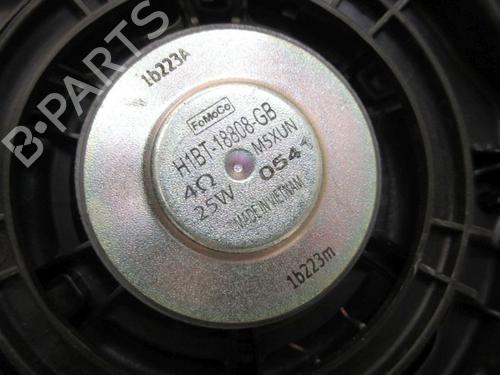 1b223A
FoMoCo
H1BT-18808-GB
4Ω M5XUN
25W 0541
MADE IN VIETNAM
1b223m
B-PARTS